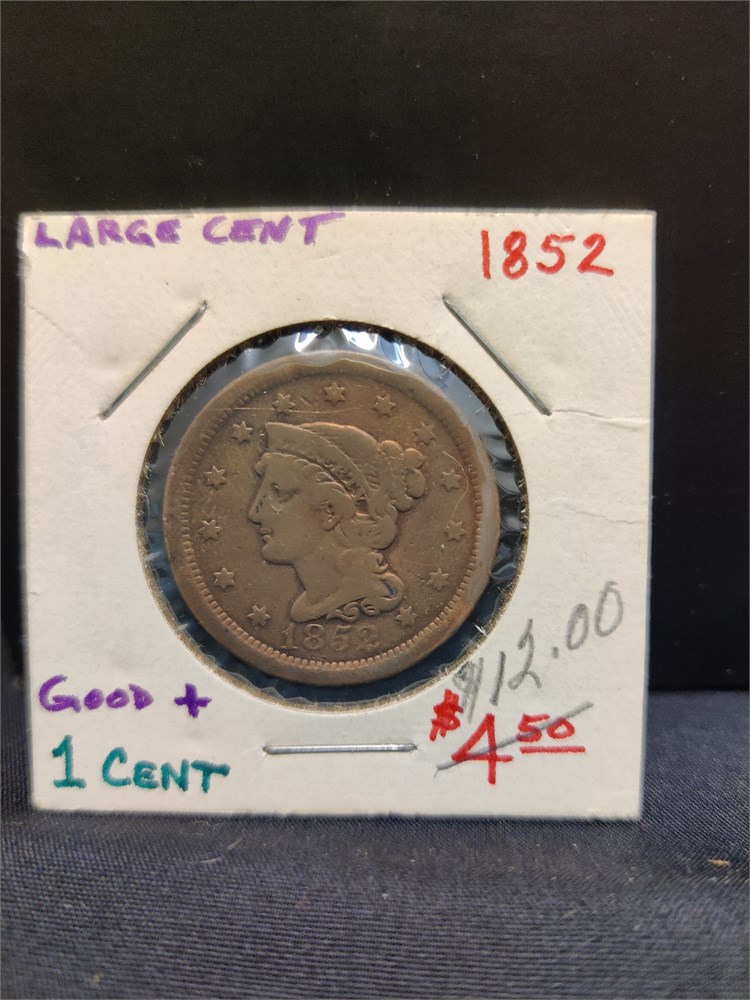 LARGE CENT
1852
1852
GOOD +
$12.00
1 CENT
$4.50